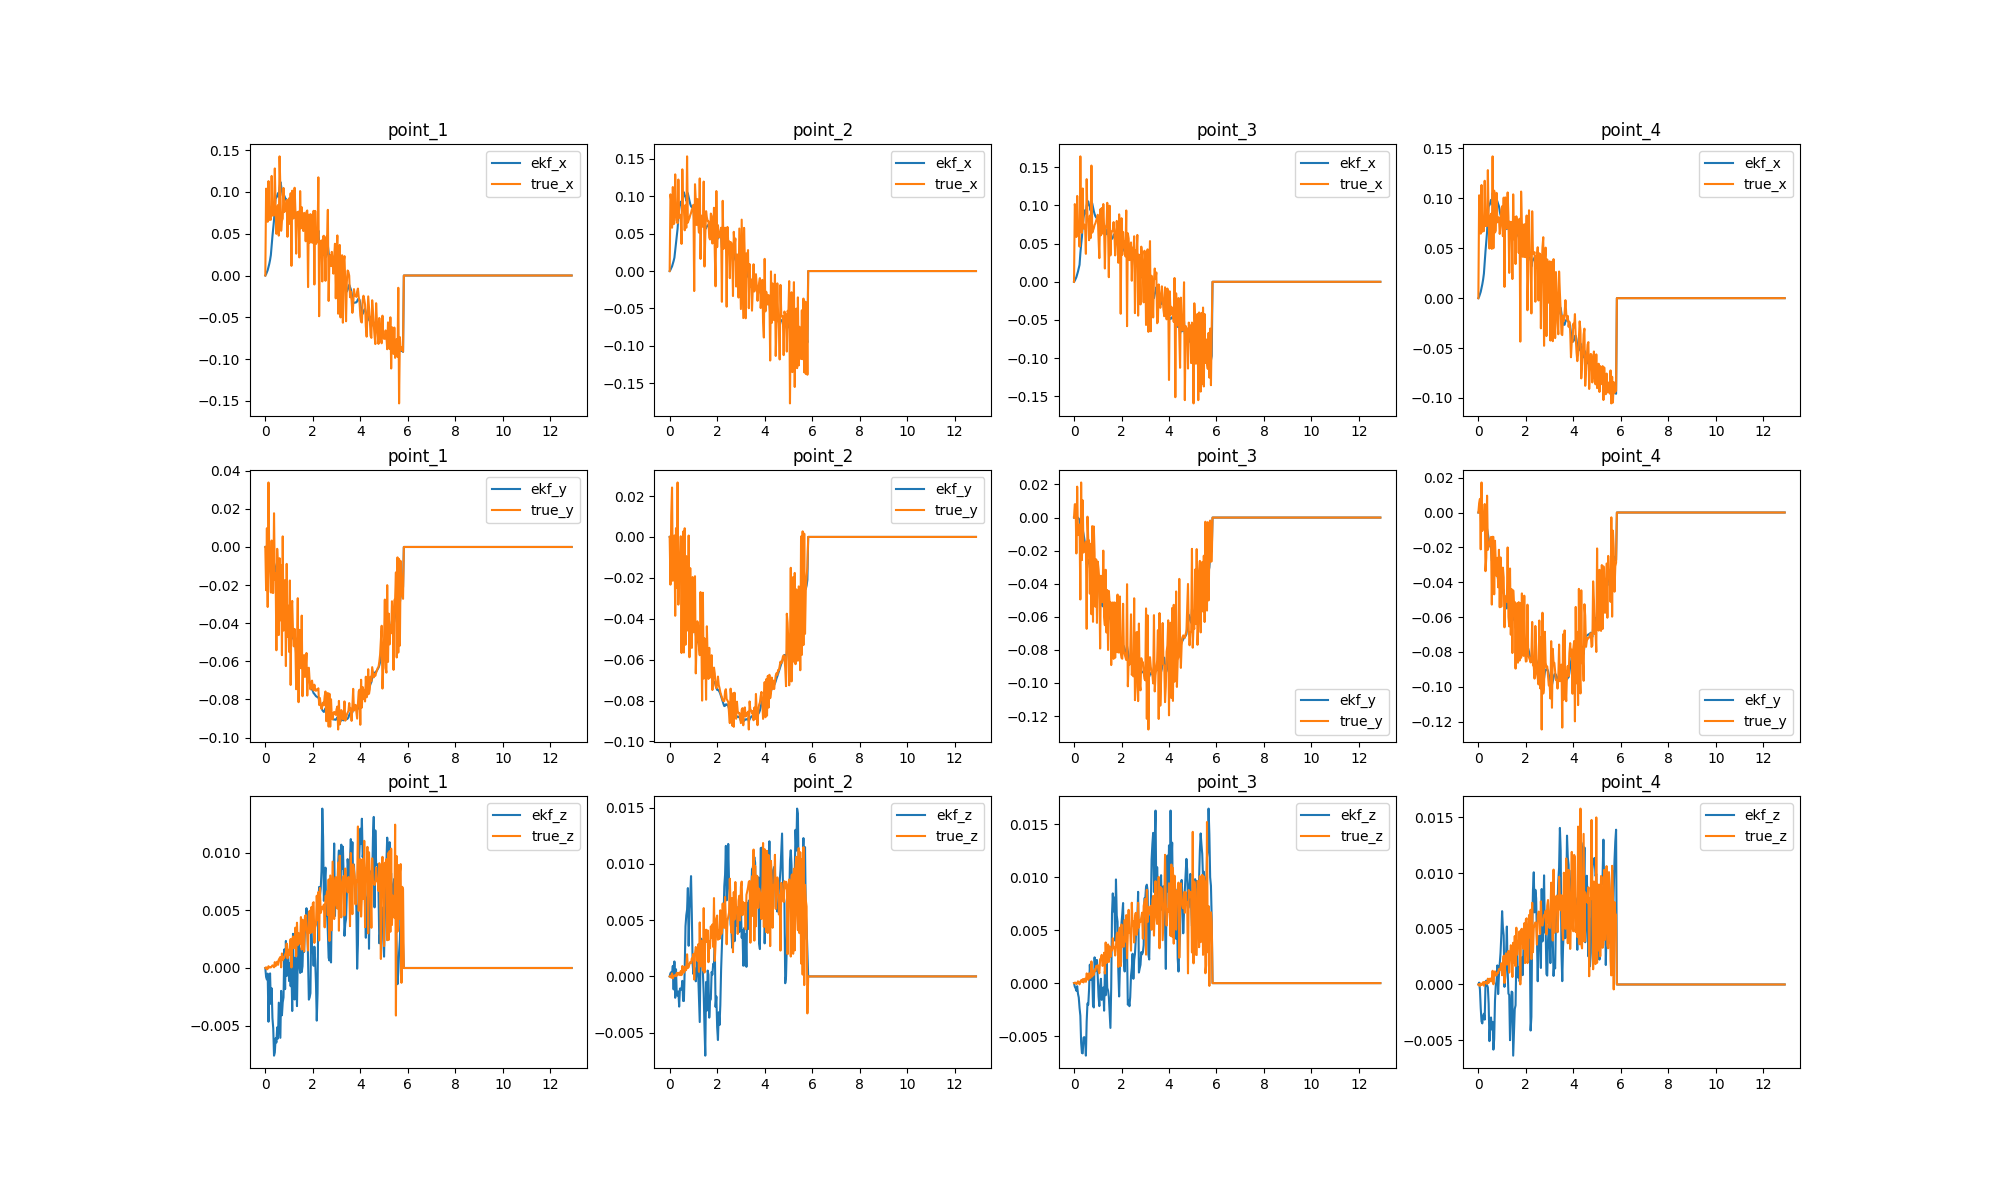 point_1 point_2 point_3 point_4
ekf_x ekf_x ekf_x ekf_x
true_x true_x true_x true_x
0.15 0.10 0.05 0.00 −0.05 −0.10 −0.15
0.15 0.10 0.05 0.00 −0.05 −0.10 −0.15
0.15 0.10 0.05 0.00 −0.05 −0.10 −0.15
0.15 0.10 0.05 0.00 −0.05 −0.10
0 2 4 6 8 10 12 0 2 4 6 8 10 12 0 2 4 6 8 10 12 0 2 4 6 8 10 12
point_1 point_2 point_3 point_4
ekf_y ekf_y ekf_y ekf_y
true_y true_y true_y true_y
0.04 0.02 0.00 −0.02 −0.04 −0.06 −0.08 −0.10
0.02 0.00 −0.02 −0.04 −0.06 −0.08 −0.10
0.02 0.00 −0.02 −0.04 −0.06 −0.08 −0.10 −0.12
0.02 0.00 −0.02 −0.04 −0.06 −0.08 −0.10 −0.12
0 2 4 6 8 10 12 0 2 4 6 8 10 12 0 2 4 6 8 10 12 0 2 4 6 8 10 12
point_1 point_2 point_3 point_4
ekf_z ekf_z ekf_z ekf_z
true_z true_z true_z true_z
0.010 0.005 0.000 −0.005
0.015 0.010 0.005 0.000 −0.005
0.015 0.010 0.005 0.000 −0.005
0.015 0.010 0.005 0.000 −0.005
0 2 4 6 8 10 12 0 2 4 6 8 10 12 0 2 4 6 8 10 12 0 2 4 6 8 10 12